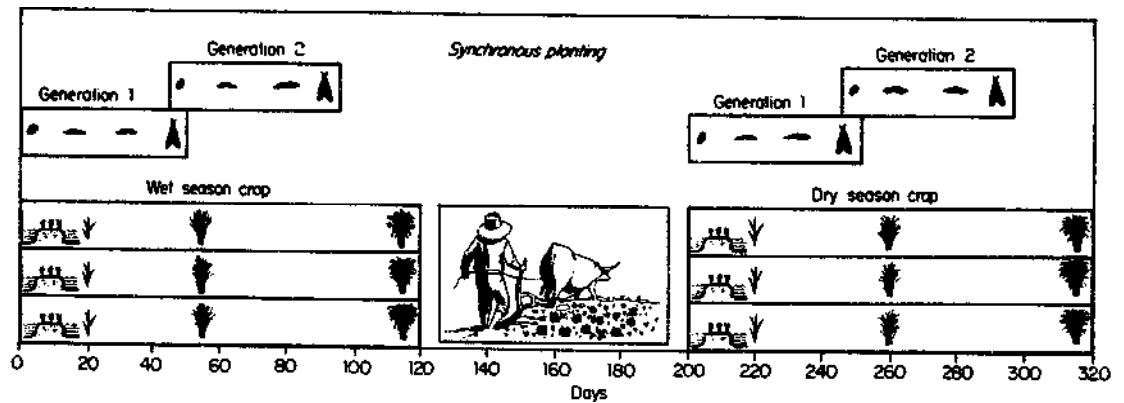 Synchronous planting
Generation 2
Generation 1
Generation 2
Generation 1
Wet season crop
Dry season crop
0 20 40 60 80 100 120 140 160 180 200 220 240 260 280 300 320
Days